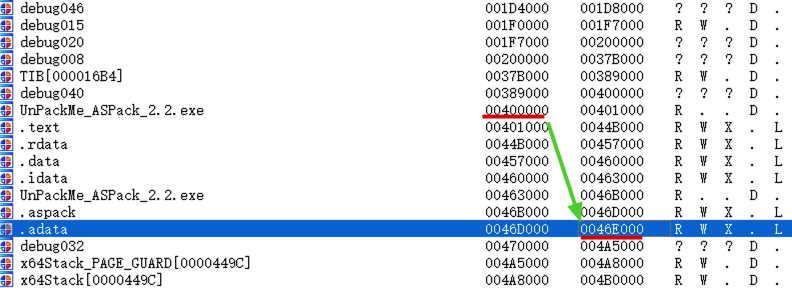 debug046 001D4000 001D8000 ? ? ? D .
debug015 001F0000 001F7000 R W . D .
debug020 001F7000 00200000 ? ? ? D .
debug008 00200000 0037B000 ? ? ? D .
TIB[000016B4] 0037B000 00389000 R W . D .
debug040 00389000 00400000 ? ? ? D .
UnPackMe_ASPack_2.2.exe 00400000 00401000 R . . D .
.text 00401000 0044B000 R W X . L
.rdata 0044B000 00457000 R W X . L
.data 00457000 00460000 R W X . L
.idata 00460000 00463000 R W X . L
UnPackMe_ASPack_2.2.exe 00463000 0046B000 R . . D .
.aspack 0046B000 0046D000 R W X . L
.adata 0046D000 0046E000 R W X . L
debug032 00470000 004A5000 ? ? ? D .
x64Stack_PAGE_GUARD[0000449C] 004A5000 004A8000 R W . D .
x64Stack[0000449C] 004A8000 004B0000 R W . D .